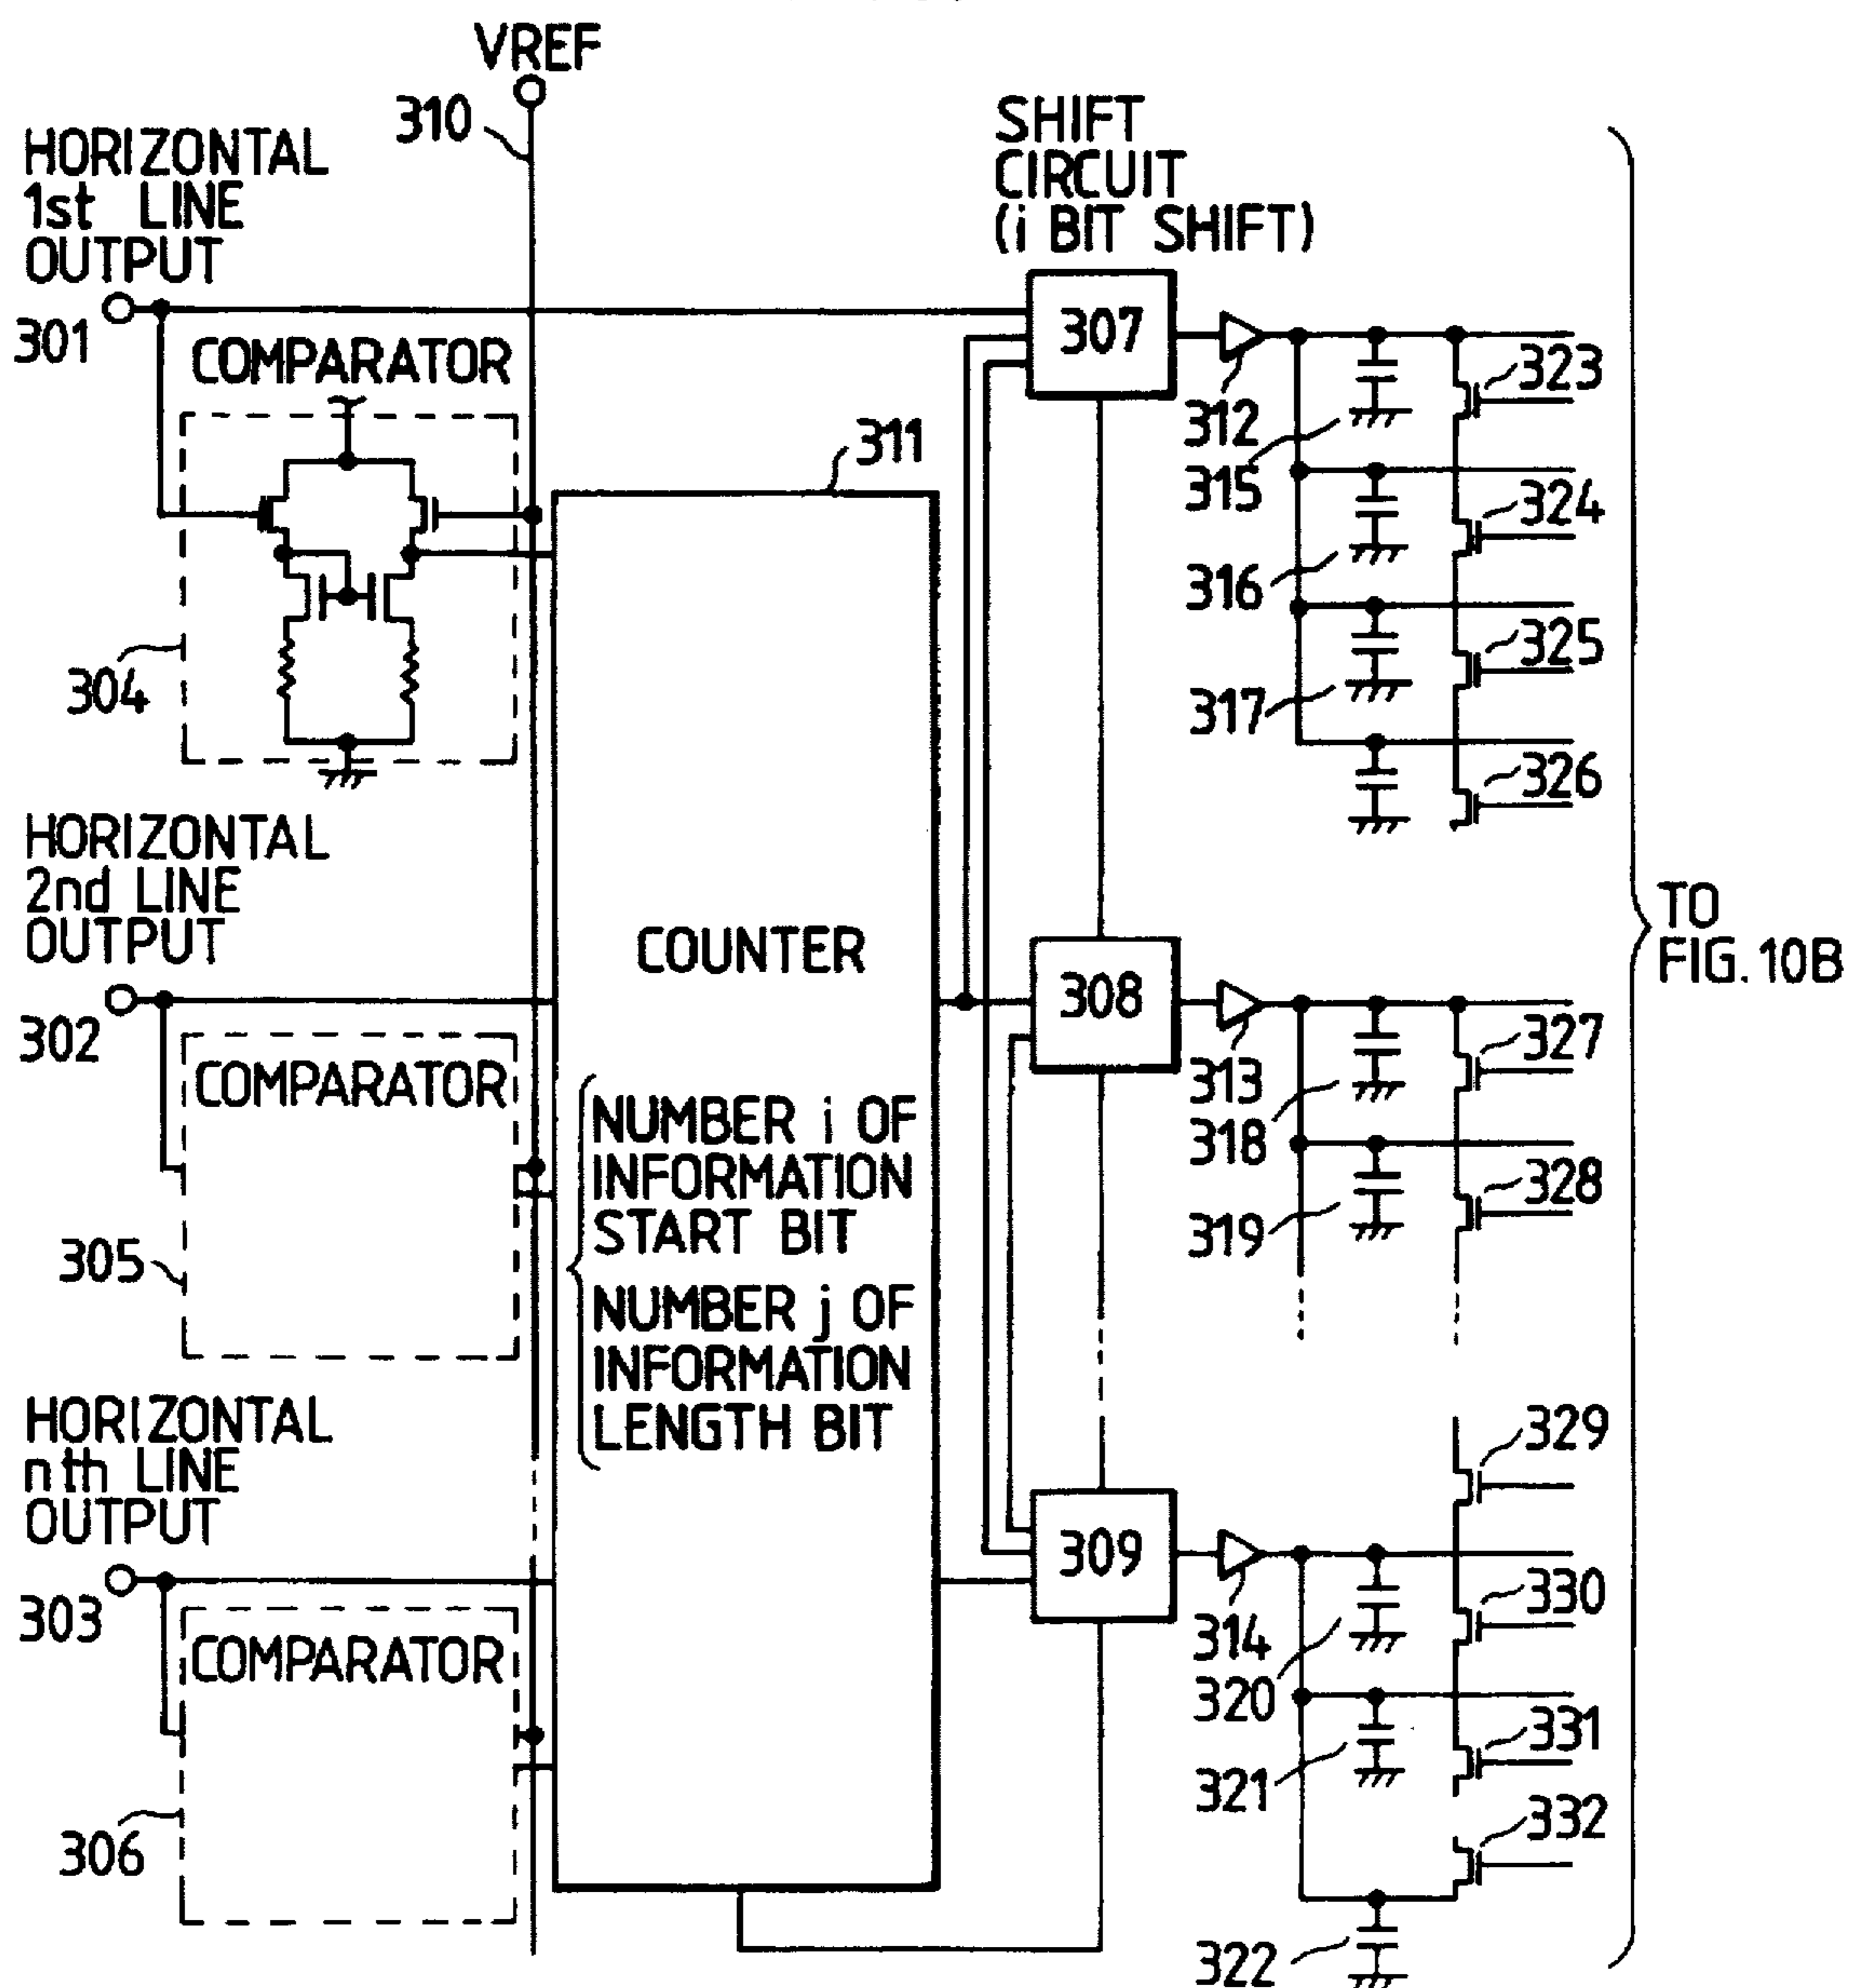 VREF
310
HORIZONTAL
1st LINE
OUTPUT
301
SHIFT
CIRCUIT
(i BIT SHIFT)
307
COMPARATOR
304
311
312
315
316
317
323
324
325
326
HORIZONTAL
2nd LINE
OUTPUT
302
COMPARATOR
305
COUNTER
NUMBER i OF
INFORMATION
START BIT
NUMBER j OF
INFORMATION
LENGTH BIT
308
313
318
319
327
328
TO
FIG. 10B
HORIZONTAL
nth LINE
OUTPUT
303
COMPARATOR
306
309
314
320
321
322
329
330
331
332